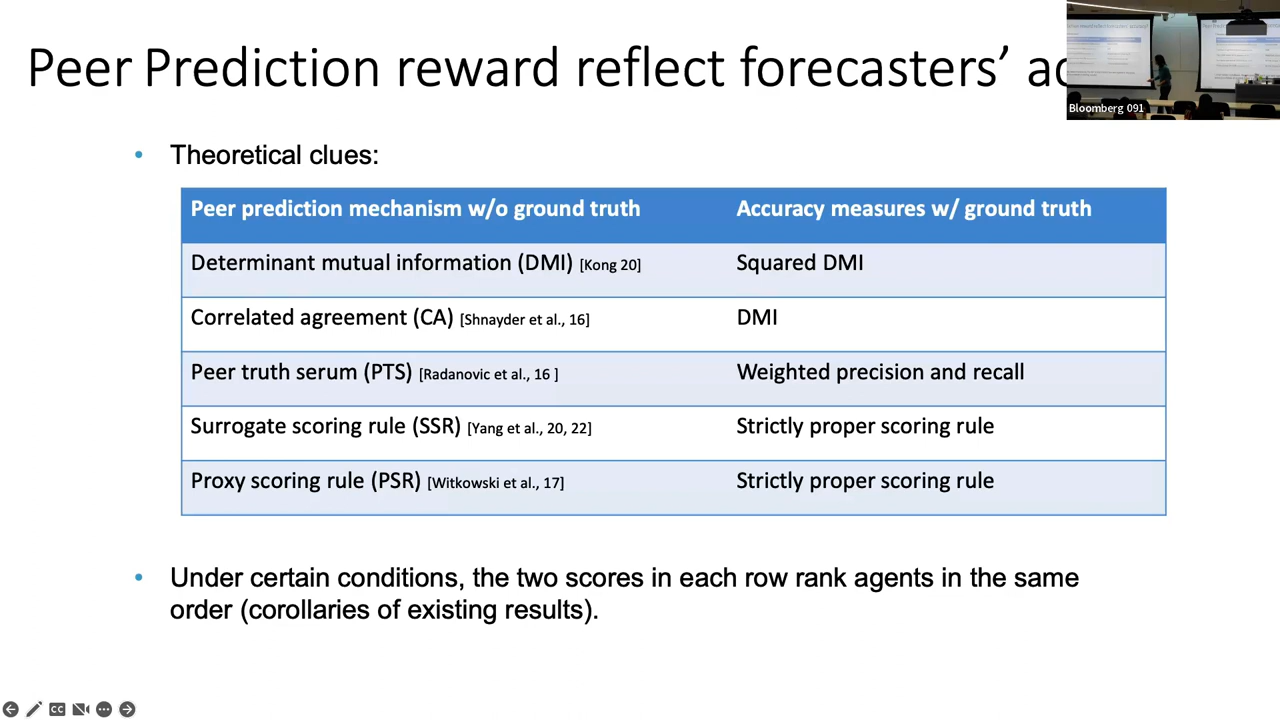 Peer Prediction reward reflect forecasters'
Bloomberg 091
• Theoretical clues:
Peer prediction mechanism w/o ground truth Accuracy measures w/ ground truth
Determinant mutual information (DMI) [Kong 20] Squared DMI
Correlated agreement (CA) [Shnayder et al., 16] DMI
Peer truth serum (PTS) [Radanovic et al., 16 ] Weighted precision and recall
Surrogate scoring rule (SSR) [Yang et al., 20, 22] Strictly proper scoring rule
Proxy scoring rule (PSR) [Witkowski et al., 17] Strictly proper scoring rule
• Under certain conditions, the two scores in each row rank agents in the same
order (corollaries of existing results).
CC